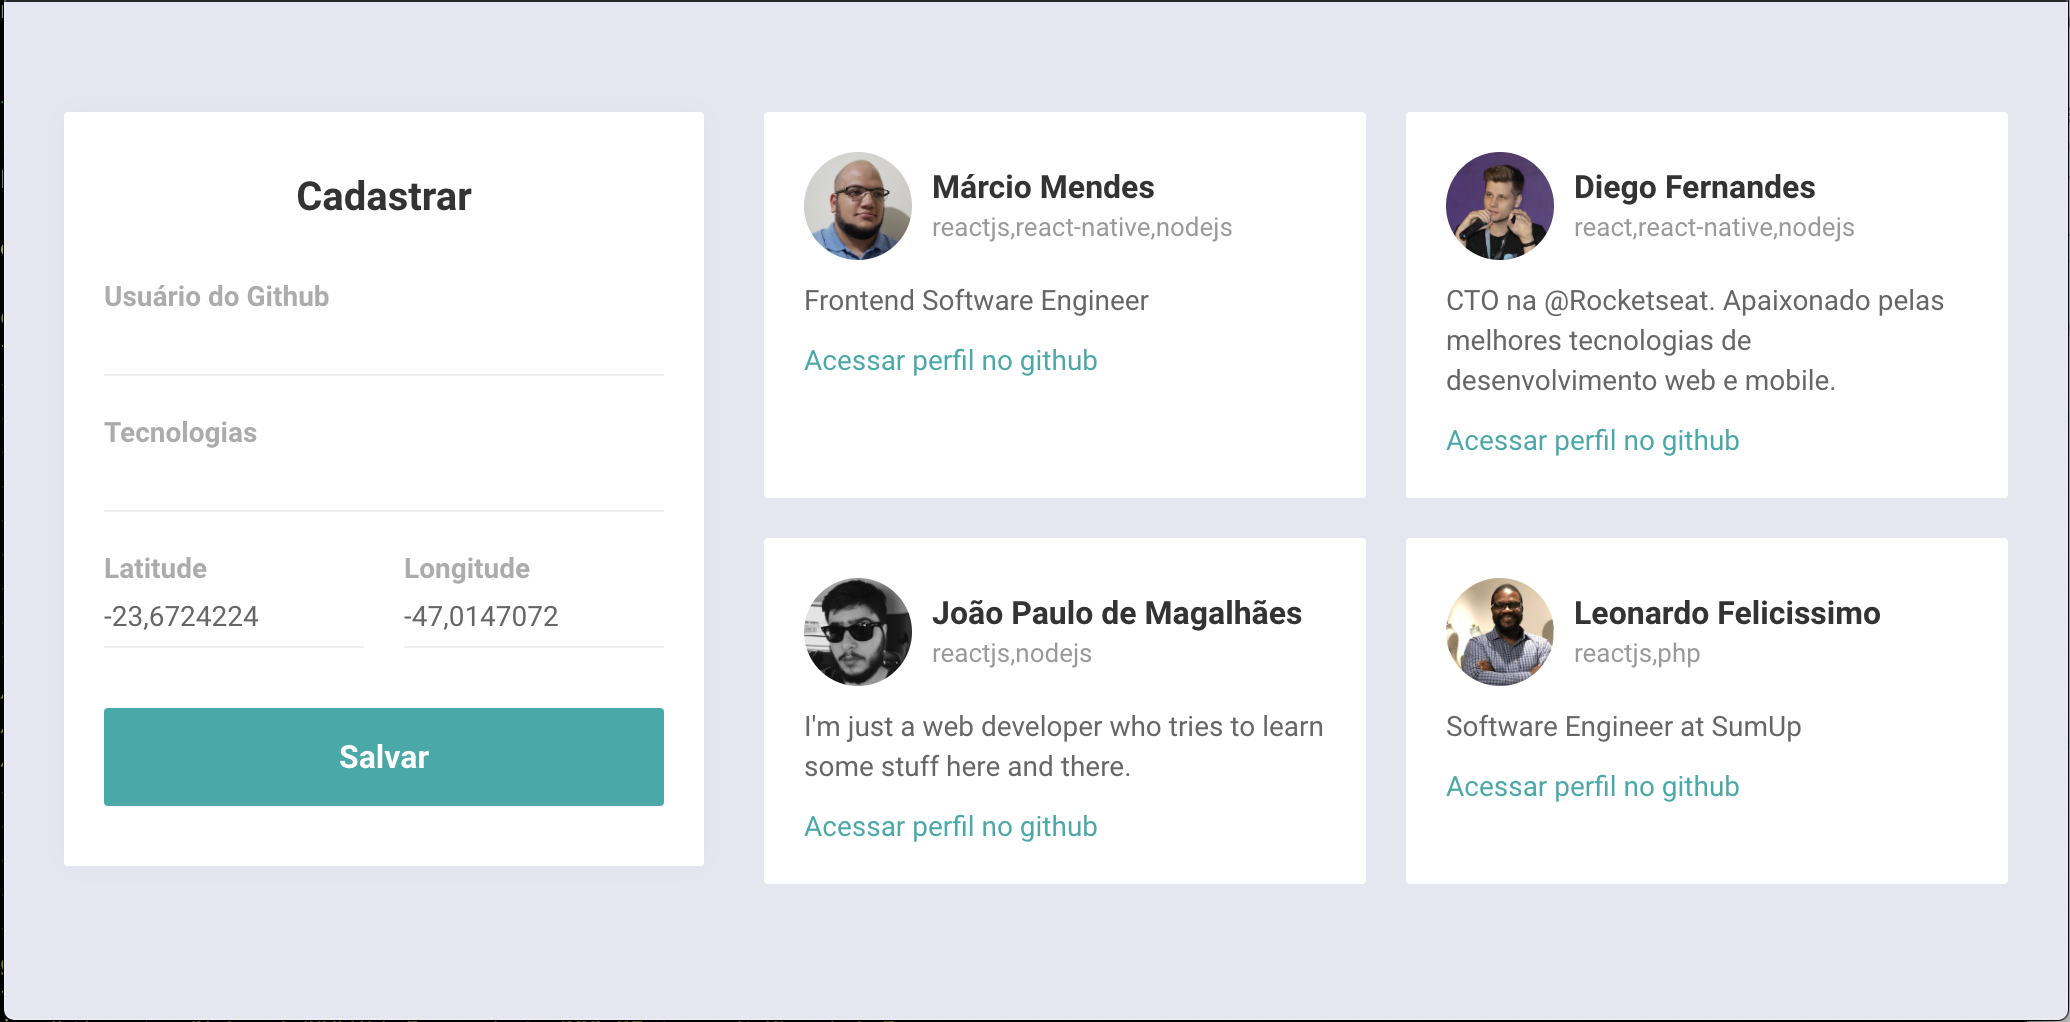 Cadastrar
Usuário do Github
Tecnologias
Latitude
Longitude
-23,6724224
-47,0147072
Salvar
Márcio Mendes
reactjs,react-native,nodejs
Frontend Software Engineer
Acessar perfil no github
Diego Fernandes
react,react-native,nodejs
CTO na @Rocketseat. Apaixonado pelas
melhores tecnologias de
desenvolvimento web e mobile.
Acessar perfil no github
João Paulo de Magalhães
reactjs,nodejs
I'm just a web developer who tries to learn
some stuff here and there.
Acessar perfil no github
Leonardo Felicissimo
reactjs,php
Software Engineer at SumUp
Acessar perfil no github